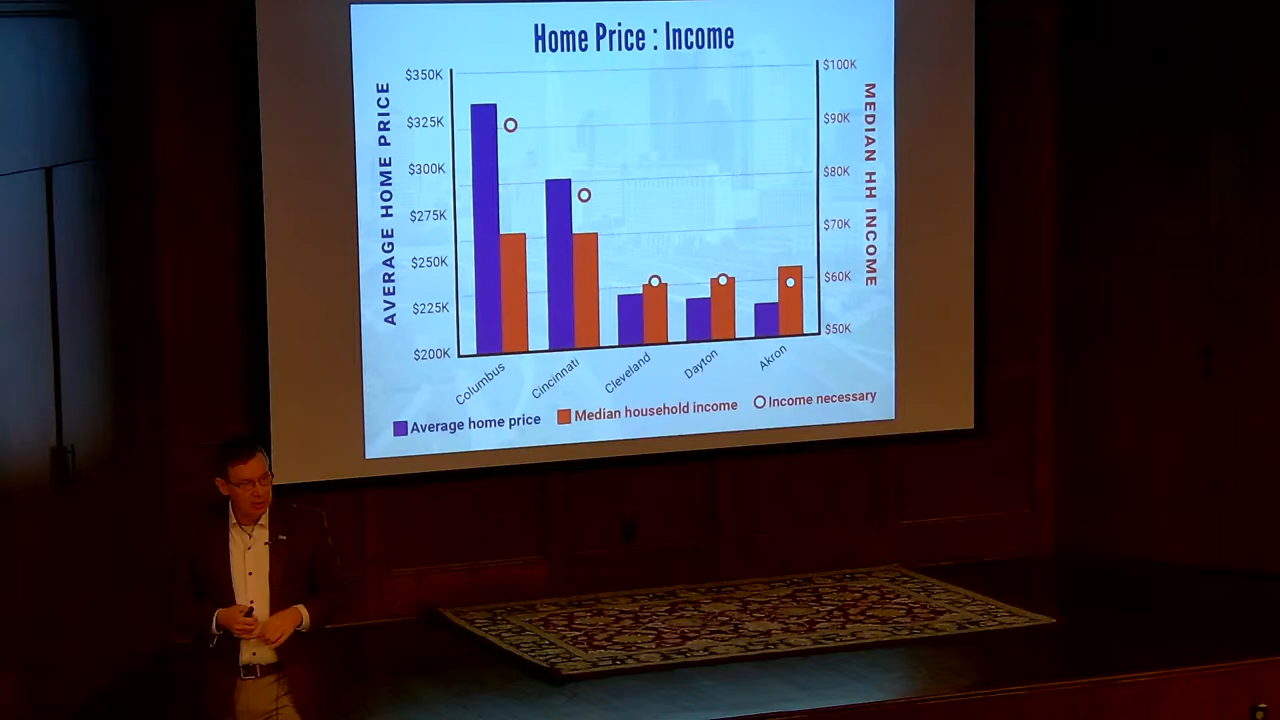 Home Price : Income
AVERAGE HOME PRICE
$350K
$325K
$300K
$275K
$250K
$225K
$200K
$100K
$90K
$80K
$70K
$60K
$50K
MEDIAN HH INCOME
Columbus
Cincinnati
Cleveland
Dayton
Akron
Average home price
Median household income
Income necessary